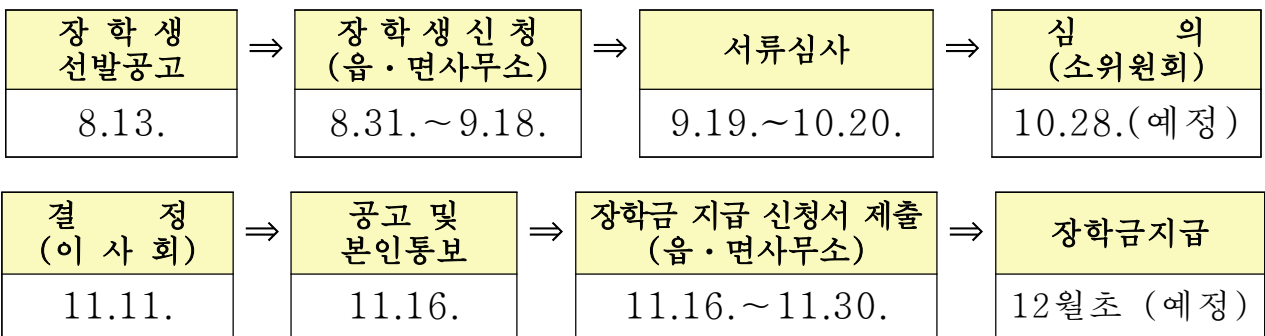 장 학 생
선발공고
⇒
장 학 생 신 청
(읍·면사무소)
⇒
서류심사
⇒
심 의
(소위원회)
8.13.
8.31.~9.18.
9.19.~10.20.
10.28.(예정)
결 정
(이 사 회)
⇒
공고 및
본인통보
⇒
장학금 지급 신청서 제출
(읍·면사무소)
⇒
장학금지급
11.11.
11.16.
11.16.~11.30.
12월초 (예정)